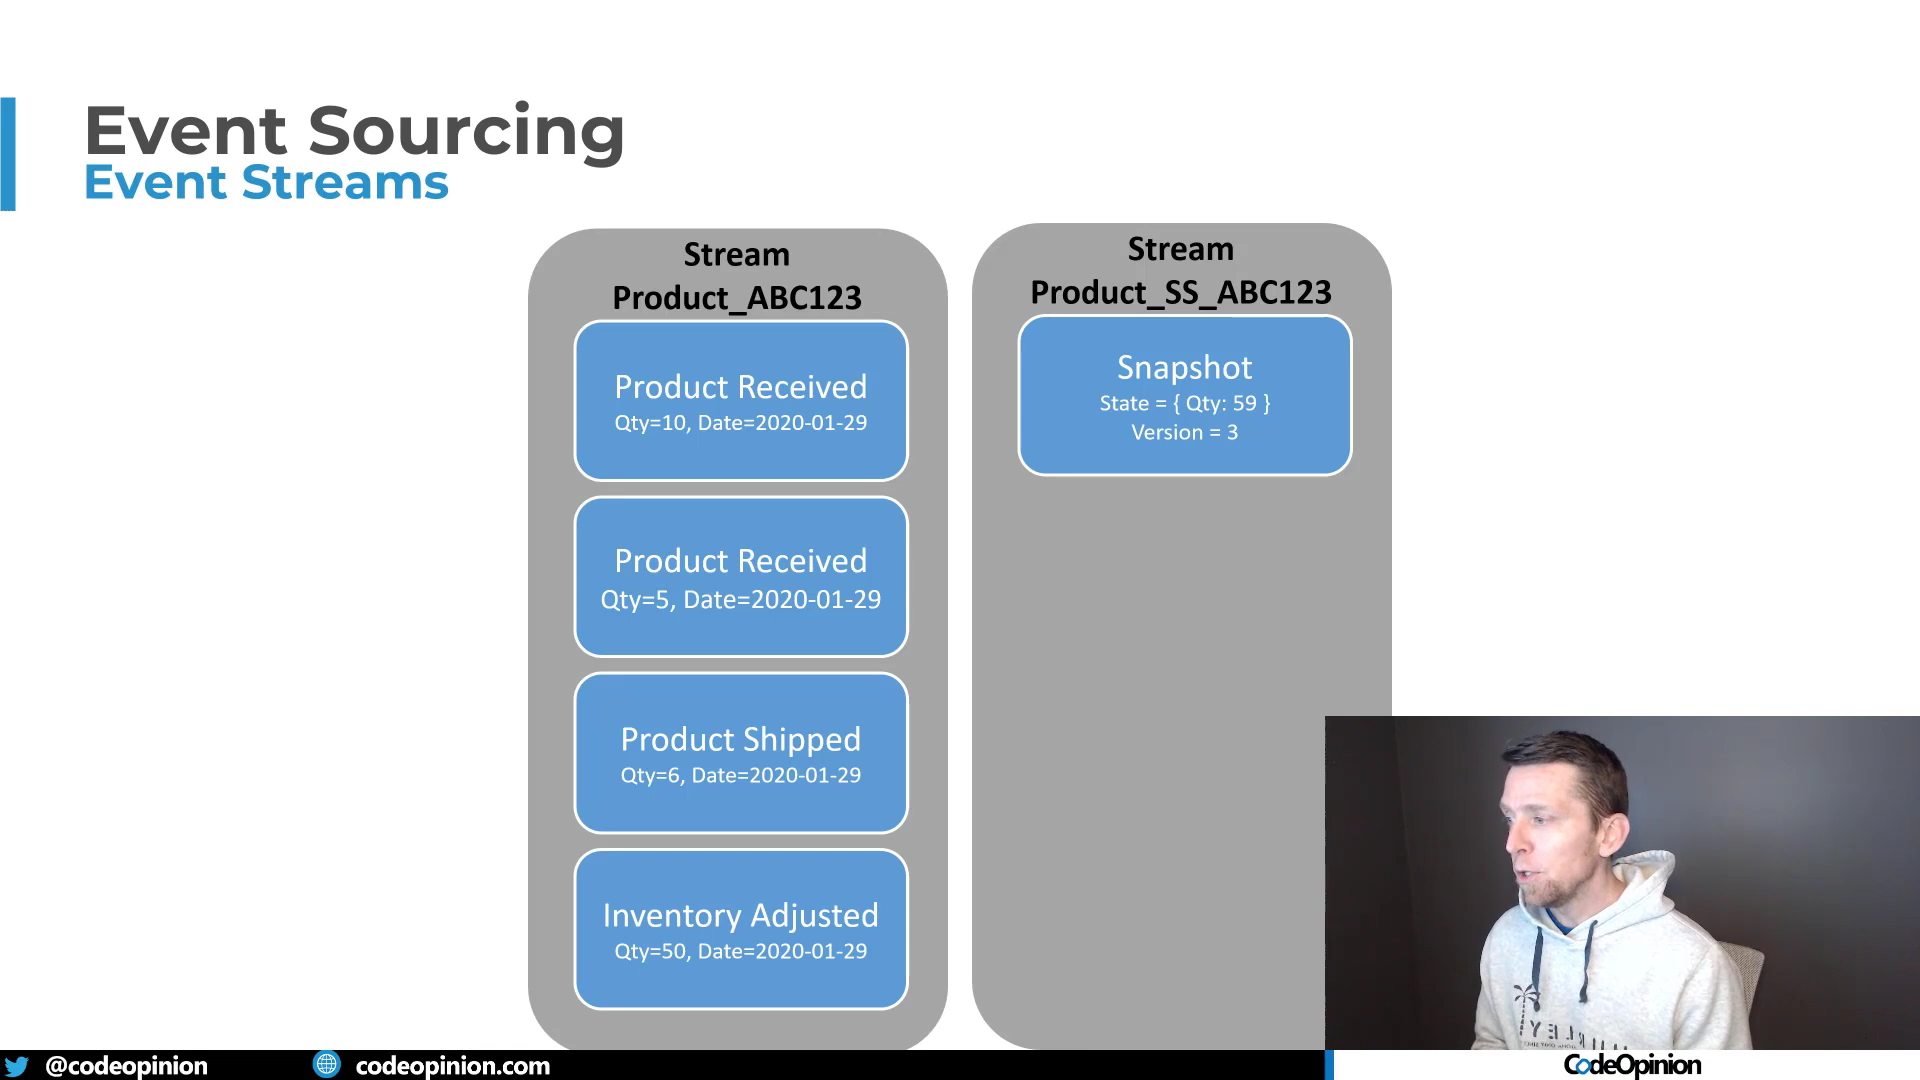 Event Sourcing
Event Streams
Stream
Product_ABC123
Product Received
Qty=10, Date=2020-01-29
Product Received
Qty=5, Date=2020-01-29
Product Shipped
Qty=6, Date=2020-01-29
Inventory Adjusted
Qty=50, Date=2020-01-29
Stream
Product_SS_ABC123
Snapshot
State = { Qty: 59 }
Version = 3
@codeopinion
codeopinion.com
CodeOpinion